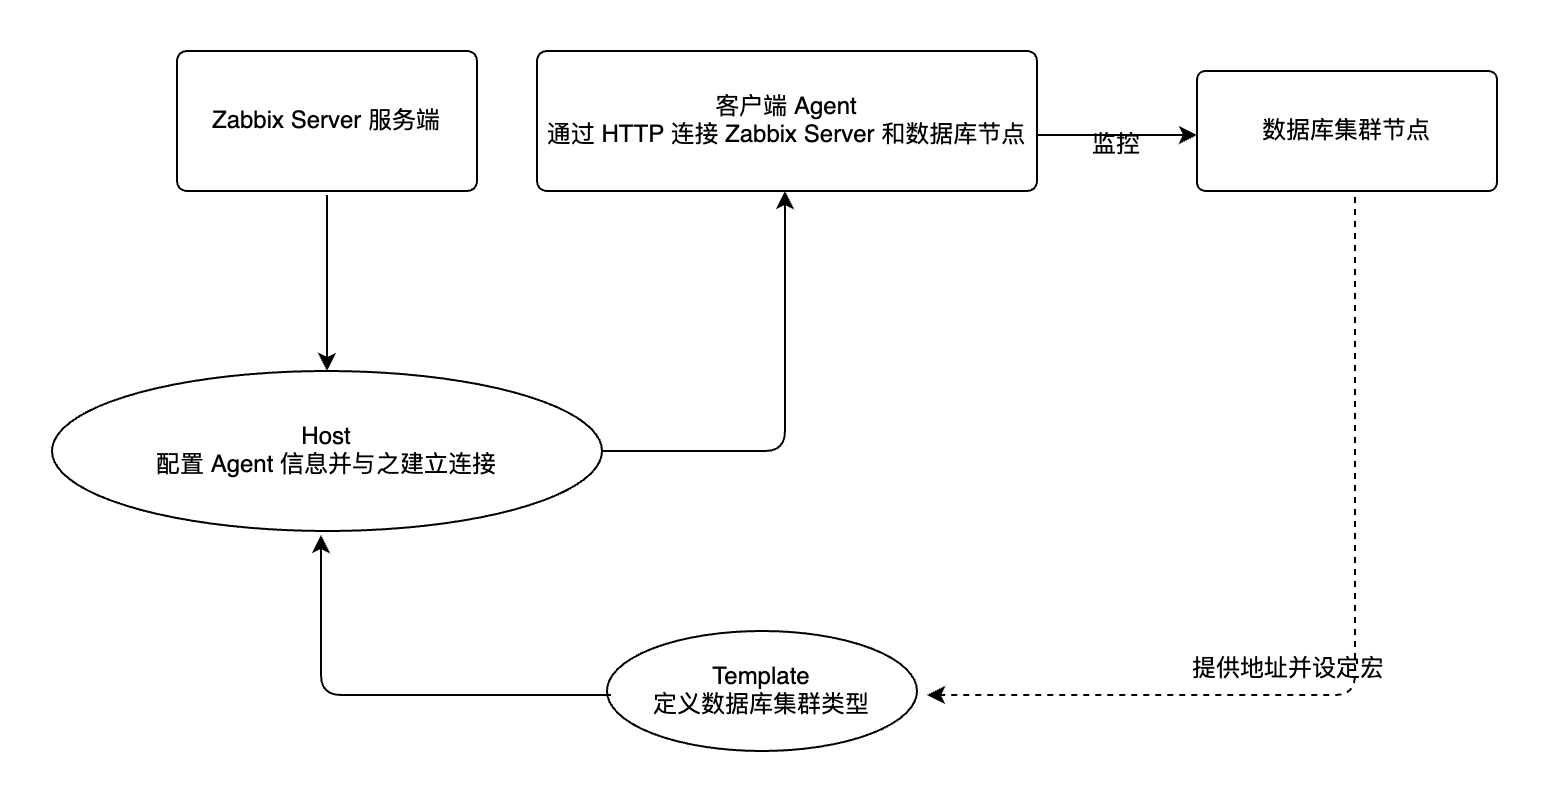 Zabbix Server 服务端
客户端 Agent
通过 HTTP 连接 Zabbix Server 和数据库节点
监控
数据库集群节点
Host
配置 Agent 信息并与之建立连接
提供地址并设定宏
Template
定义数据库集群类型